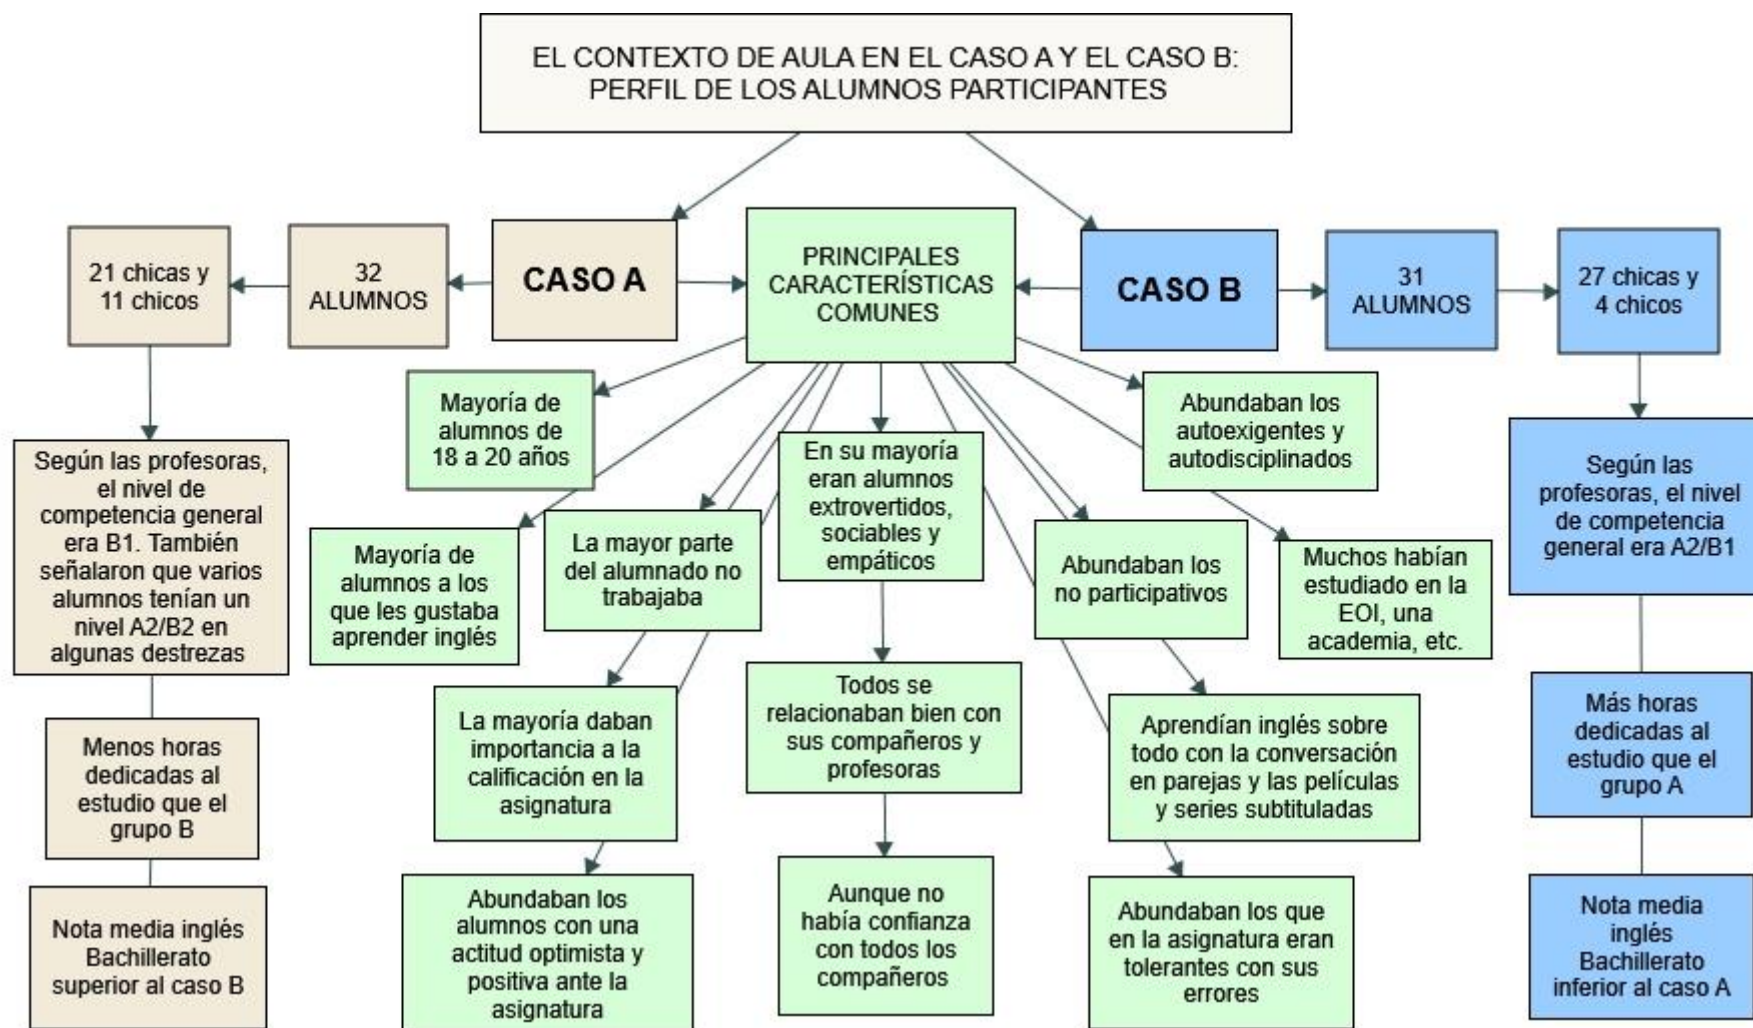 EL CONTEXTO DE AULA EN EL CASO A Y EL CASO B:
PERFIL DE LOS ALUMNOS PARTICIPANTES
21 chicas y
11 chicos
32
ALUMNOS
CASO A
PRINCIPALES
CARACTERÍSTICAS
COMUNES
CASO B
31
ALUMNOS
27 chicas y
4 chicos
Mayoría de
alumnos de
18 a 20 años
Abundaban los
autoexigentes y
autodisciplinados
Según las profesoras,
el nivel de
competencia general
era B1. También
señalaron que varios
alumnos tenían un
nivel A2/B2 en
algunas destrezas
Mayoría de
alumnos a los
que les gustaba
aprender inglés
La mayor parte
del alumnado no
trabajaba
En su mayoría
eran alumnos
extrovertidos,
sociables y
empáticos
Abundaban los
no participativos
Muchos habían
estudiado en la
EOI, una
academia, etc.
Según las
profesoras, el nivel
de competencia
general era A2/B1
Menos horas
dedicadas al
estudio que el
grupo B
La mayoría daban
importancia a la
calificación en la
asignatura
Todos se
relacionaban bien con
sus compañeros y
profesoras
Aprendían inglés sobre
todo con la conversación
en parejas y las películas
y series subtituladas
Más horas
dedicadas al
estudio que el
grupo A
Nota media inglés
Bachillerato
superior al caso B
Abundaban los
alumnos con una
actitud optimista y
positiva ante la
asignatura
Aunque no
había confianza
con todos los
compañeros
Abundaban los que
en la asignatura eran
tolerantes con sus
errores
Nota media
inglés
Bachillerato
inferior al caso A